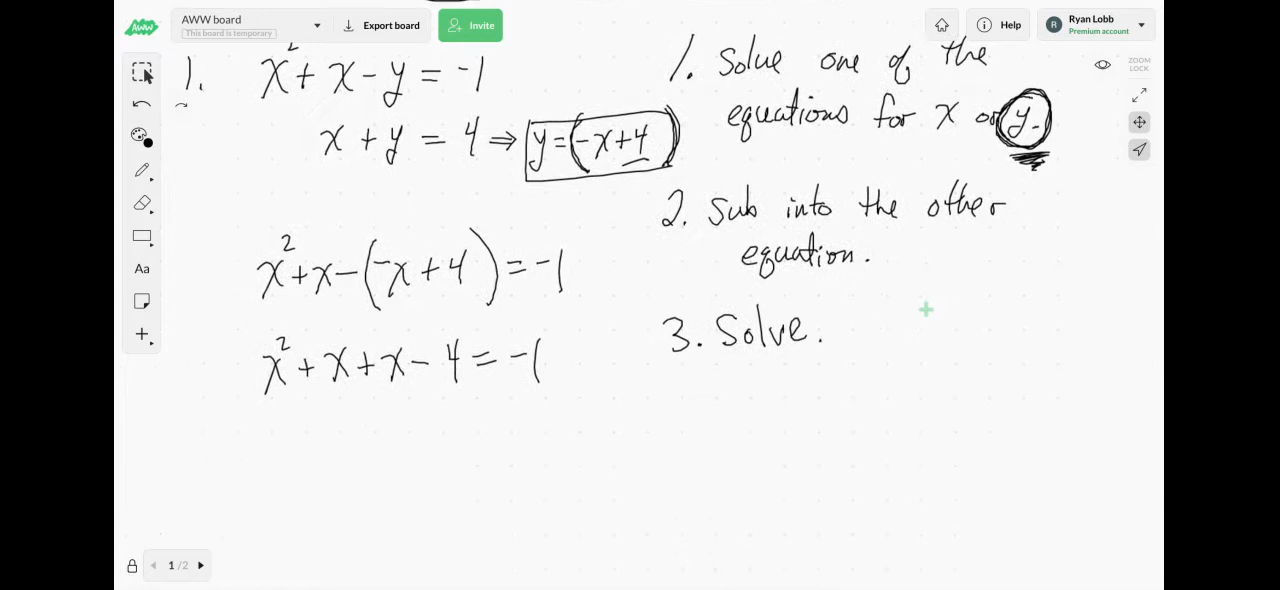 AWW
AWW board
This board is temporary
Export board
Invite
Help
R
Ryan Lobb
Premium account
ZOOM LOCK
1. x² + x - y = -1
x + y = 4 ⇒ y = (-x+4)
x² + x - (-x + 4) = -1
x² + x + x - 4 = -1
1. Solve one of the
equations for x or y.
2. Sub into the other
equation.
3. Solve.
Aa
1 /2